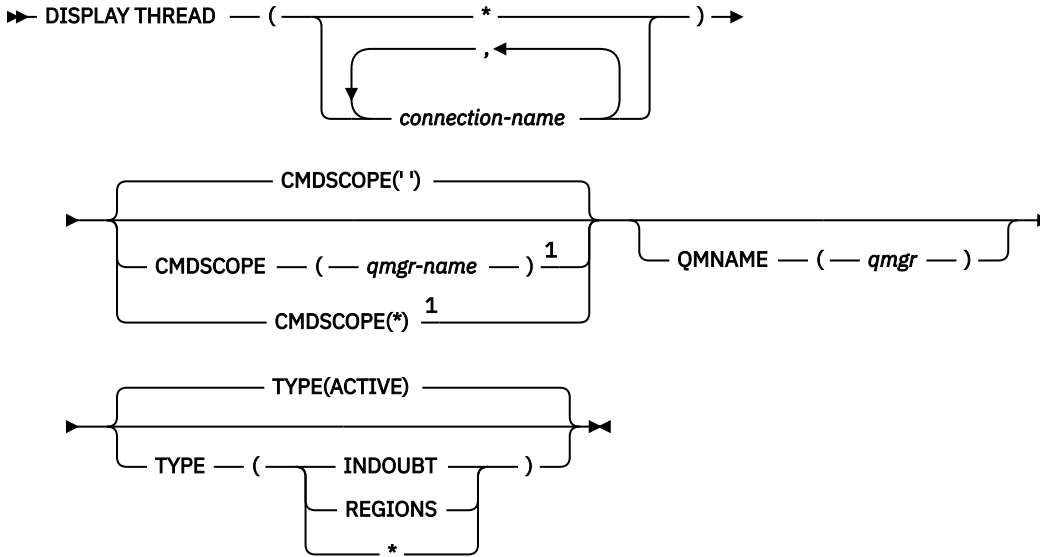 DISPLAY THREAD ( * )
,
connection-name
CMDSCOPE(' ')
CMDSCOPE ( qmgr-name ) 1
QMNAME ( qmgr )
CMDSCOPE(*) 1
TYPE(ACTIVE)
TYPE ( INDOUBT )
REGIONS
*